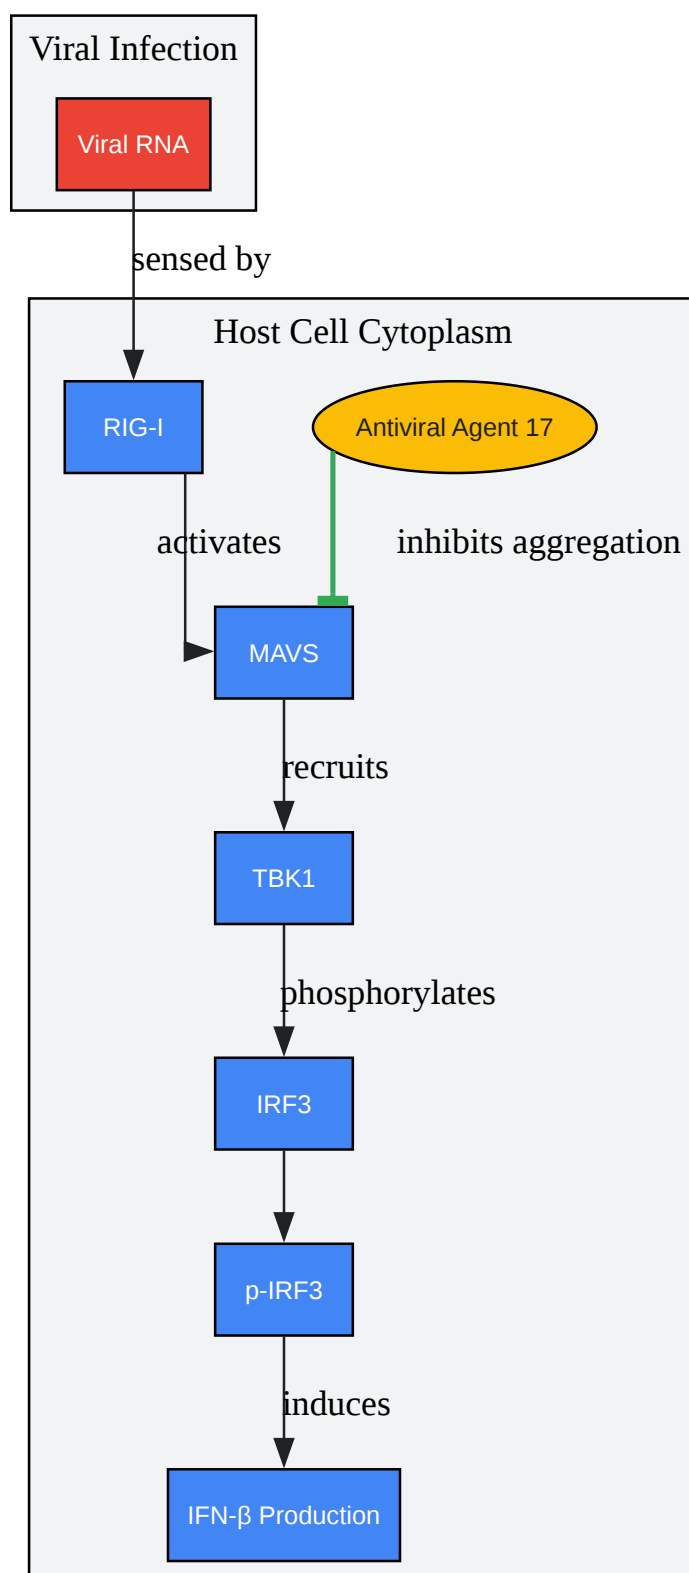 Viral Infection
Viral RNA
sensed by
Host Cell Cytoplasm
RIG-I
Antiviral Agent 17
activates
inhibits aggregation
MAVS
recruits
TBK1
phosphorylates
IRF3
p-IRF3
induces
IFN-β Production